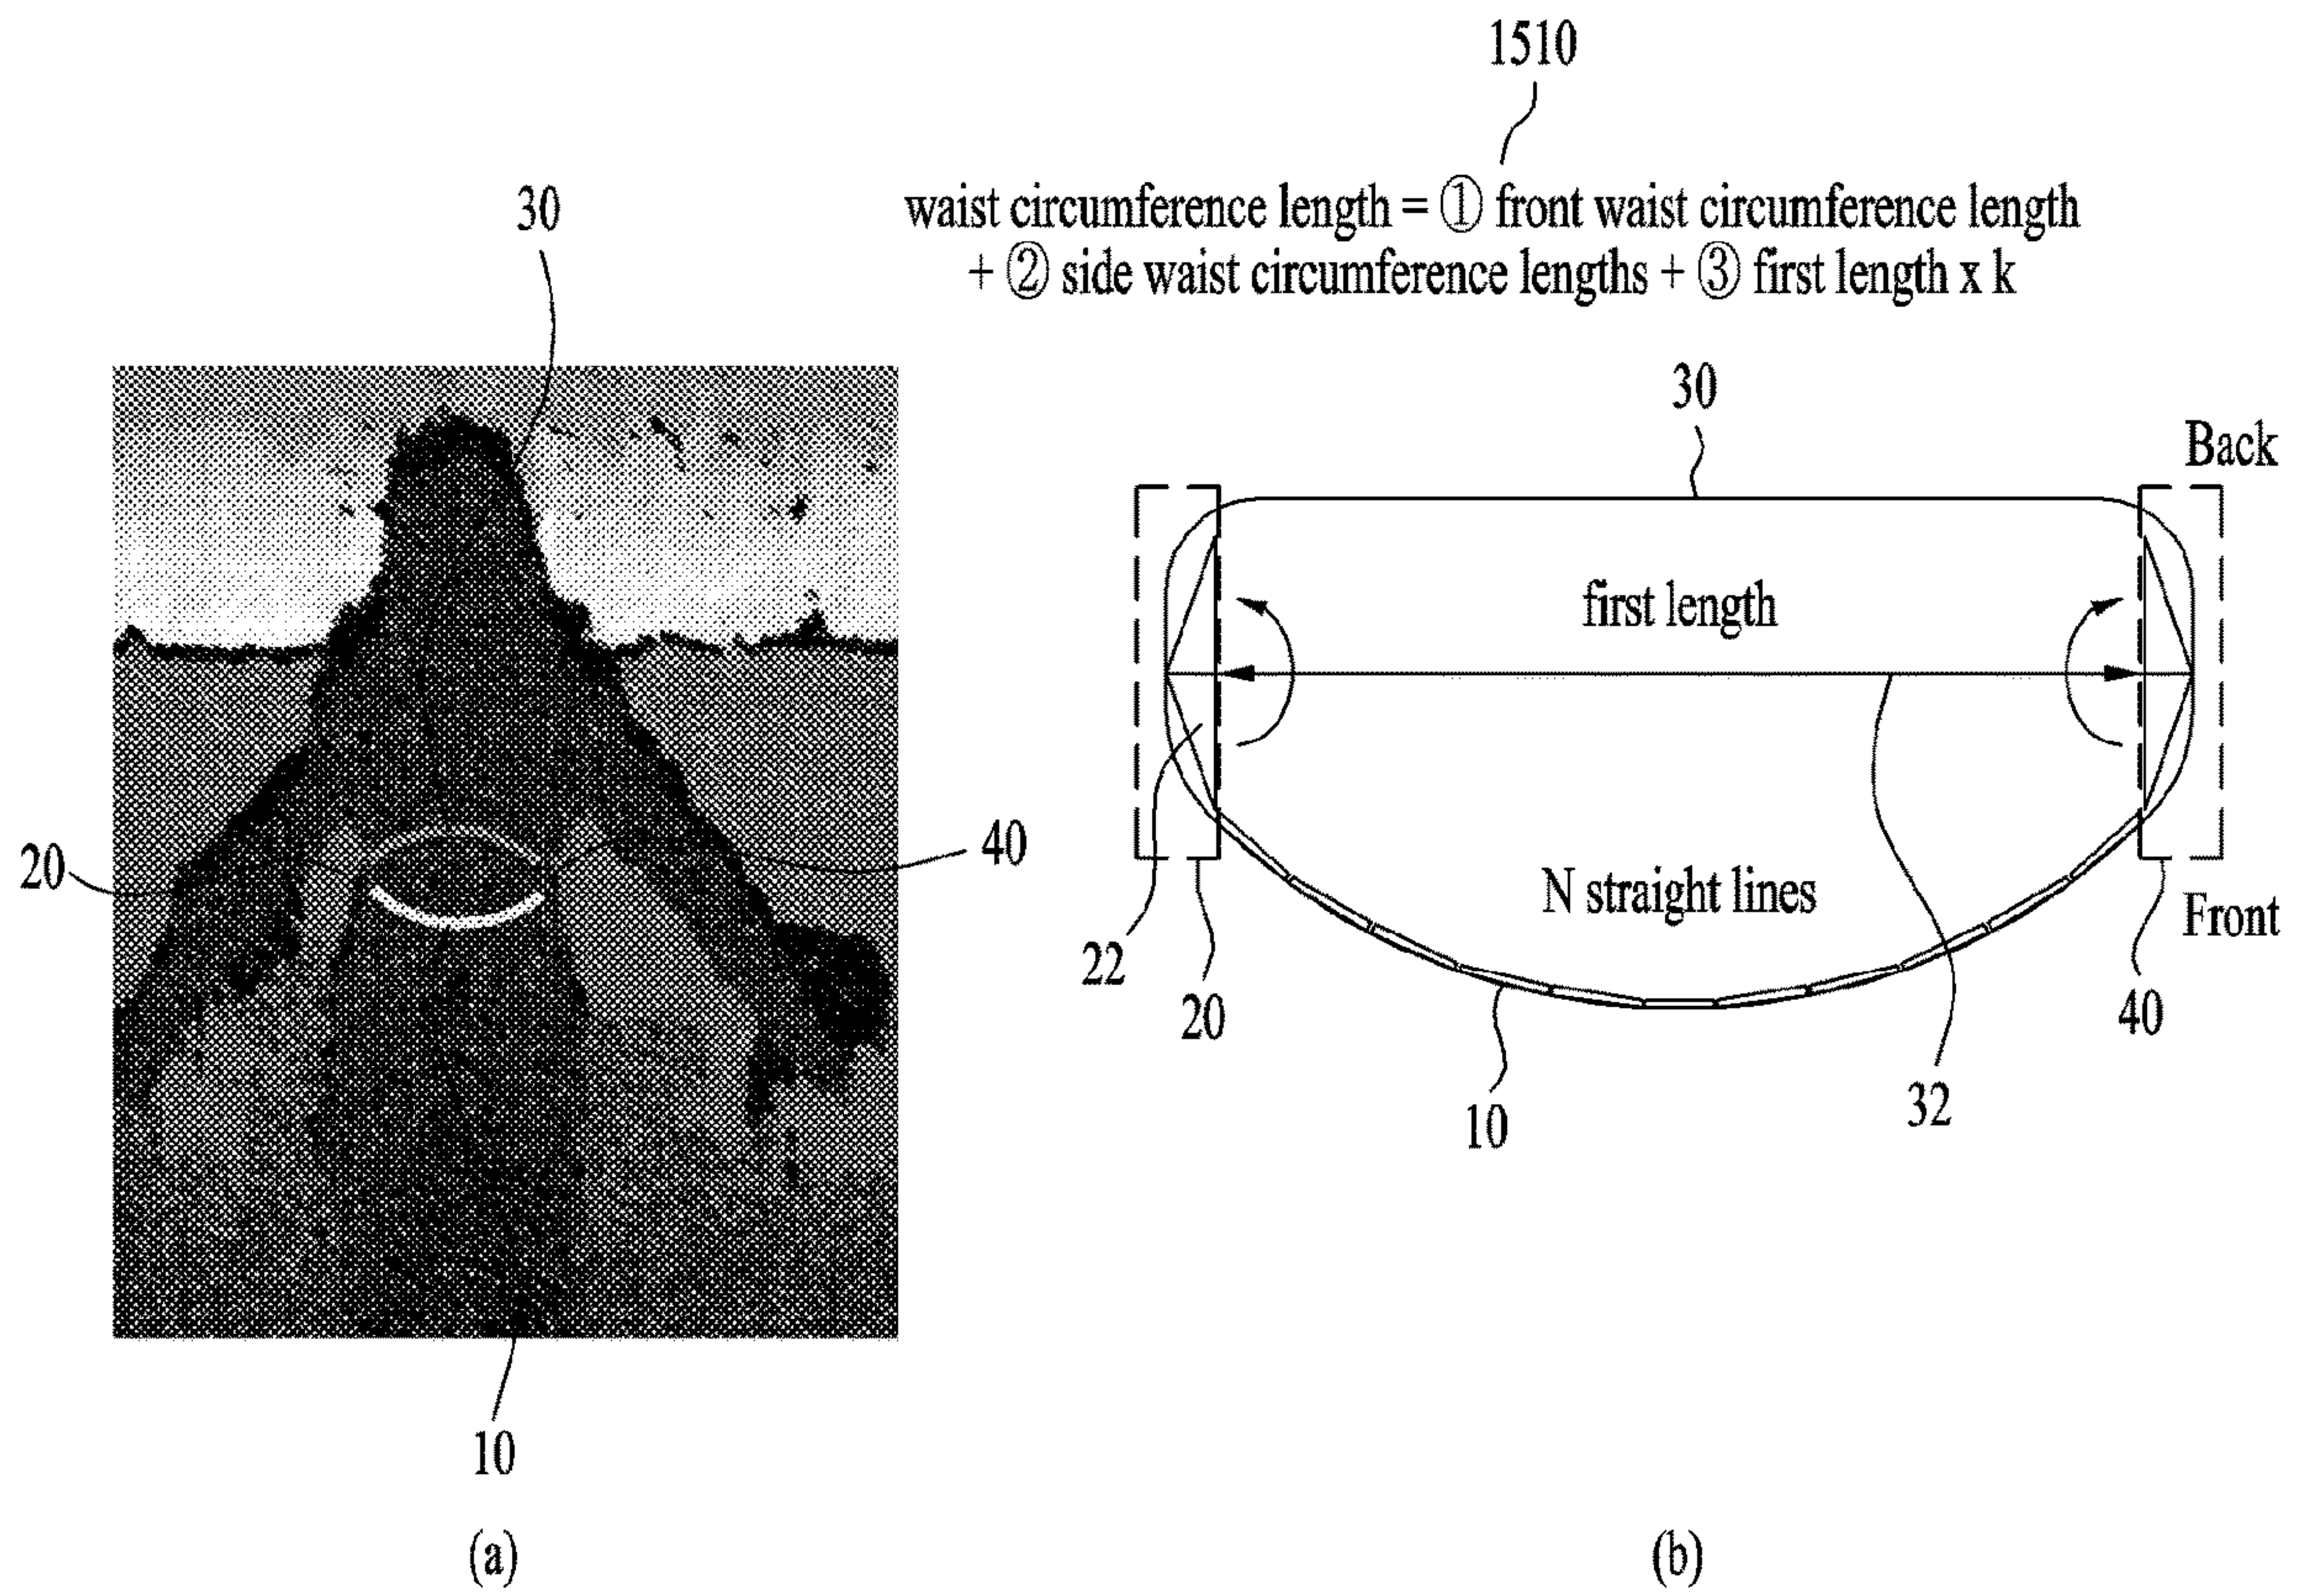 1510
waist circumference length = ① front waist circumference length
+ ② side waist circumference lengths + ③ first length x k
30
30
Back
first length
20
40
N straight lines
Front
22
20
40
10
32
10
(a)
(b)